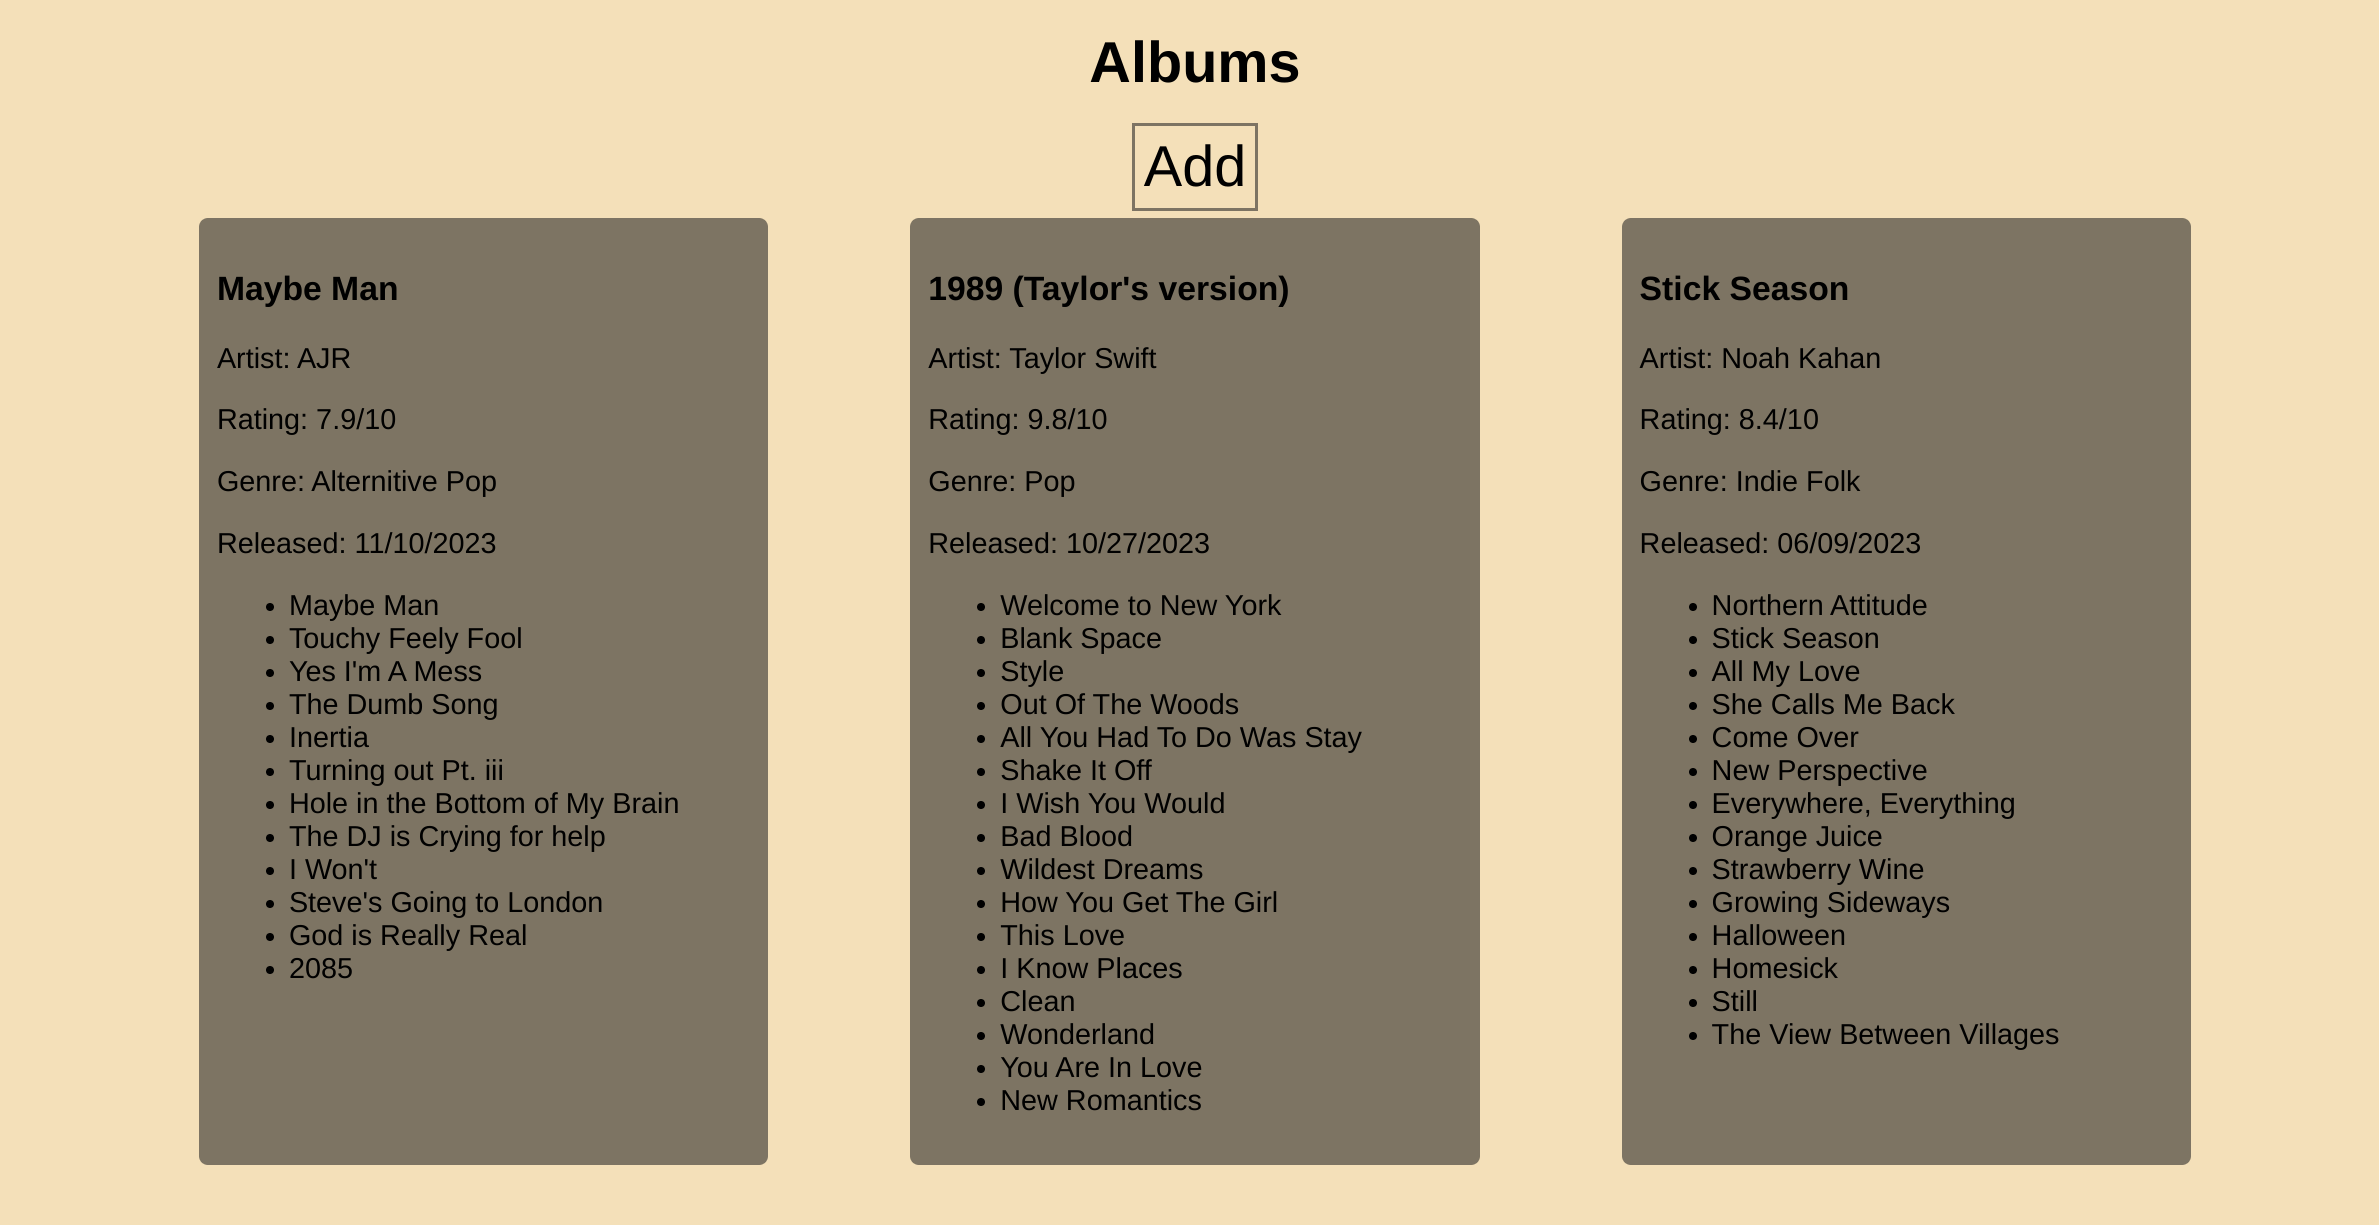 Albums
Add
Maybe Man
Artist: AJR
Rating: 7.9/10
Genre: Alternitive Pop
Released: 11/10/2023
• Maybe Man
• Touchy Feely Fool
• Yes I'm A Mess
• The Dumb Song
• Inertia
• Turning out Pt. iii
• Hole in the Bottom of My Brain
• The DJ is Crying for help
• I Won't
• Steve's Going to London
• God is Really Real
• 2085
1989 (Taylor's version)
Artist: Taylor Swift
Rating: 9.8/10
Genre: Pop
Released: 10/27/2023
• Welcome to New York
• Blank Space
• Style
• Out Of The Woods
• All You Had To Do Was Stay
• Shake It Off
• I Wish You Would
• Bad Blood
• Wildest Dreams
• How You Get The Girl
• This Love
• I Know Places
• Clean
• Wonderland
• You Are In Love
• New Romantics
Stick Season
Artist: Noah Kahan
Rating: 8.4/10
Genre: Indie Folk
Released: 06/09/2023
• Northern Attitude
• Stick Season
• All My Love
• She Calls Me Back
• Come Over
• New Perspective
• Everywhere, Everything
• Orange Juice
• Strawberry Wine
• Growing Sideways
• Halloween
• Homesick
• Still
• The View Between Villages